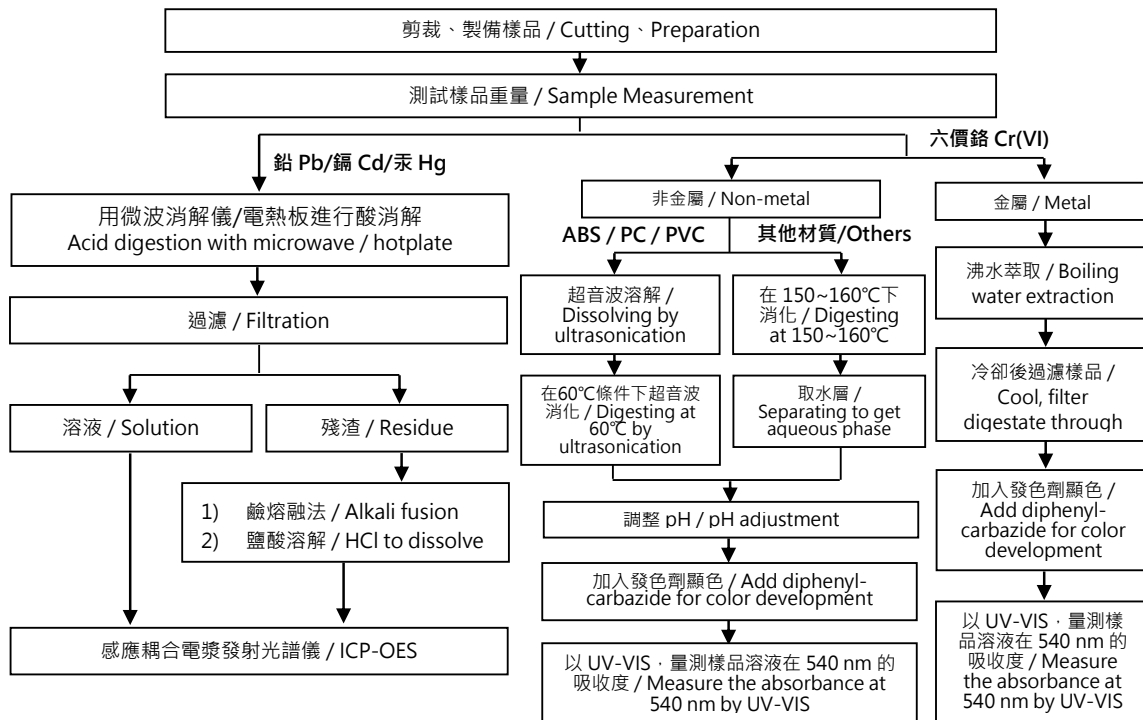 剪裁、製備樣品 / Cutting、Preparation
測試樣品重量 / Sample Measurement
鉛 Pb/鎘 Cd/汞 Hg
六價鉻 Cr(VI)
用微波消解儀/電熱板進行酸消解
Acid digestion with microwave / hotplate
過濾 / Filtration
溶液 / Solution
殘渣 / Residue
1) 鹼熔融法 / Alkali fusion
2) 鹽酸溶解 / HCl to dissolve
感應耦合電漿發射光譜儀 / ICP-OES
非金屬 / Non-metal
ABS / PC / PVC
其他材質/Others
超音波溶解 /
Dissolving by
ultrasonication
在 150~160℃下
消化 / Digesting
at 150~160℃
在60℃條件下超音波
消化 / Digesting at
60℃ by
ultrasonication
取水層 /
Separating to get
aqueous phase
調整 pH / pH adjustment
加入發色劑顯色 / Add diphenyl-
carbazide for color development
以 UV-VIS，量測樣品溶液在 540 nm 的
吸收度 / Measure the absorbance at
540 nm by UV-VIS
金屬 / Metal
沸水萃取 / Boiling
water extraction
冷卻後過濾樣品 /
Cool, filter
digestate through
加入發色劑顯色 /
Add diphenyl-
carbazide for color
development
以 UV-VIS，量測樣
品溶液在 540 nm 的
吸收度 / Measure
the absorbance at
540 nm by UV-VIS